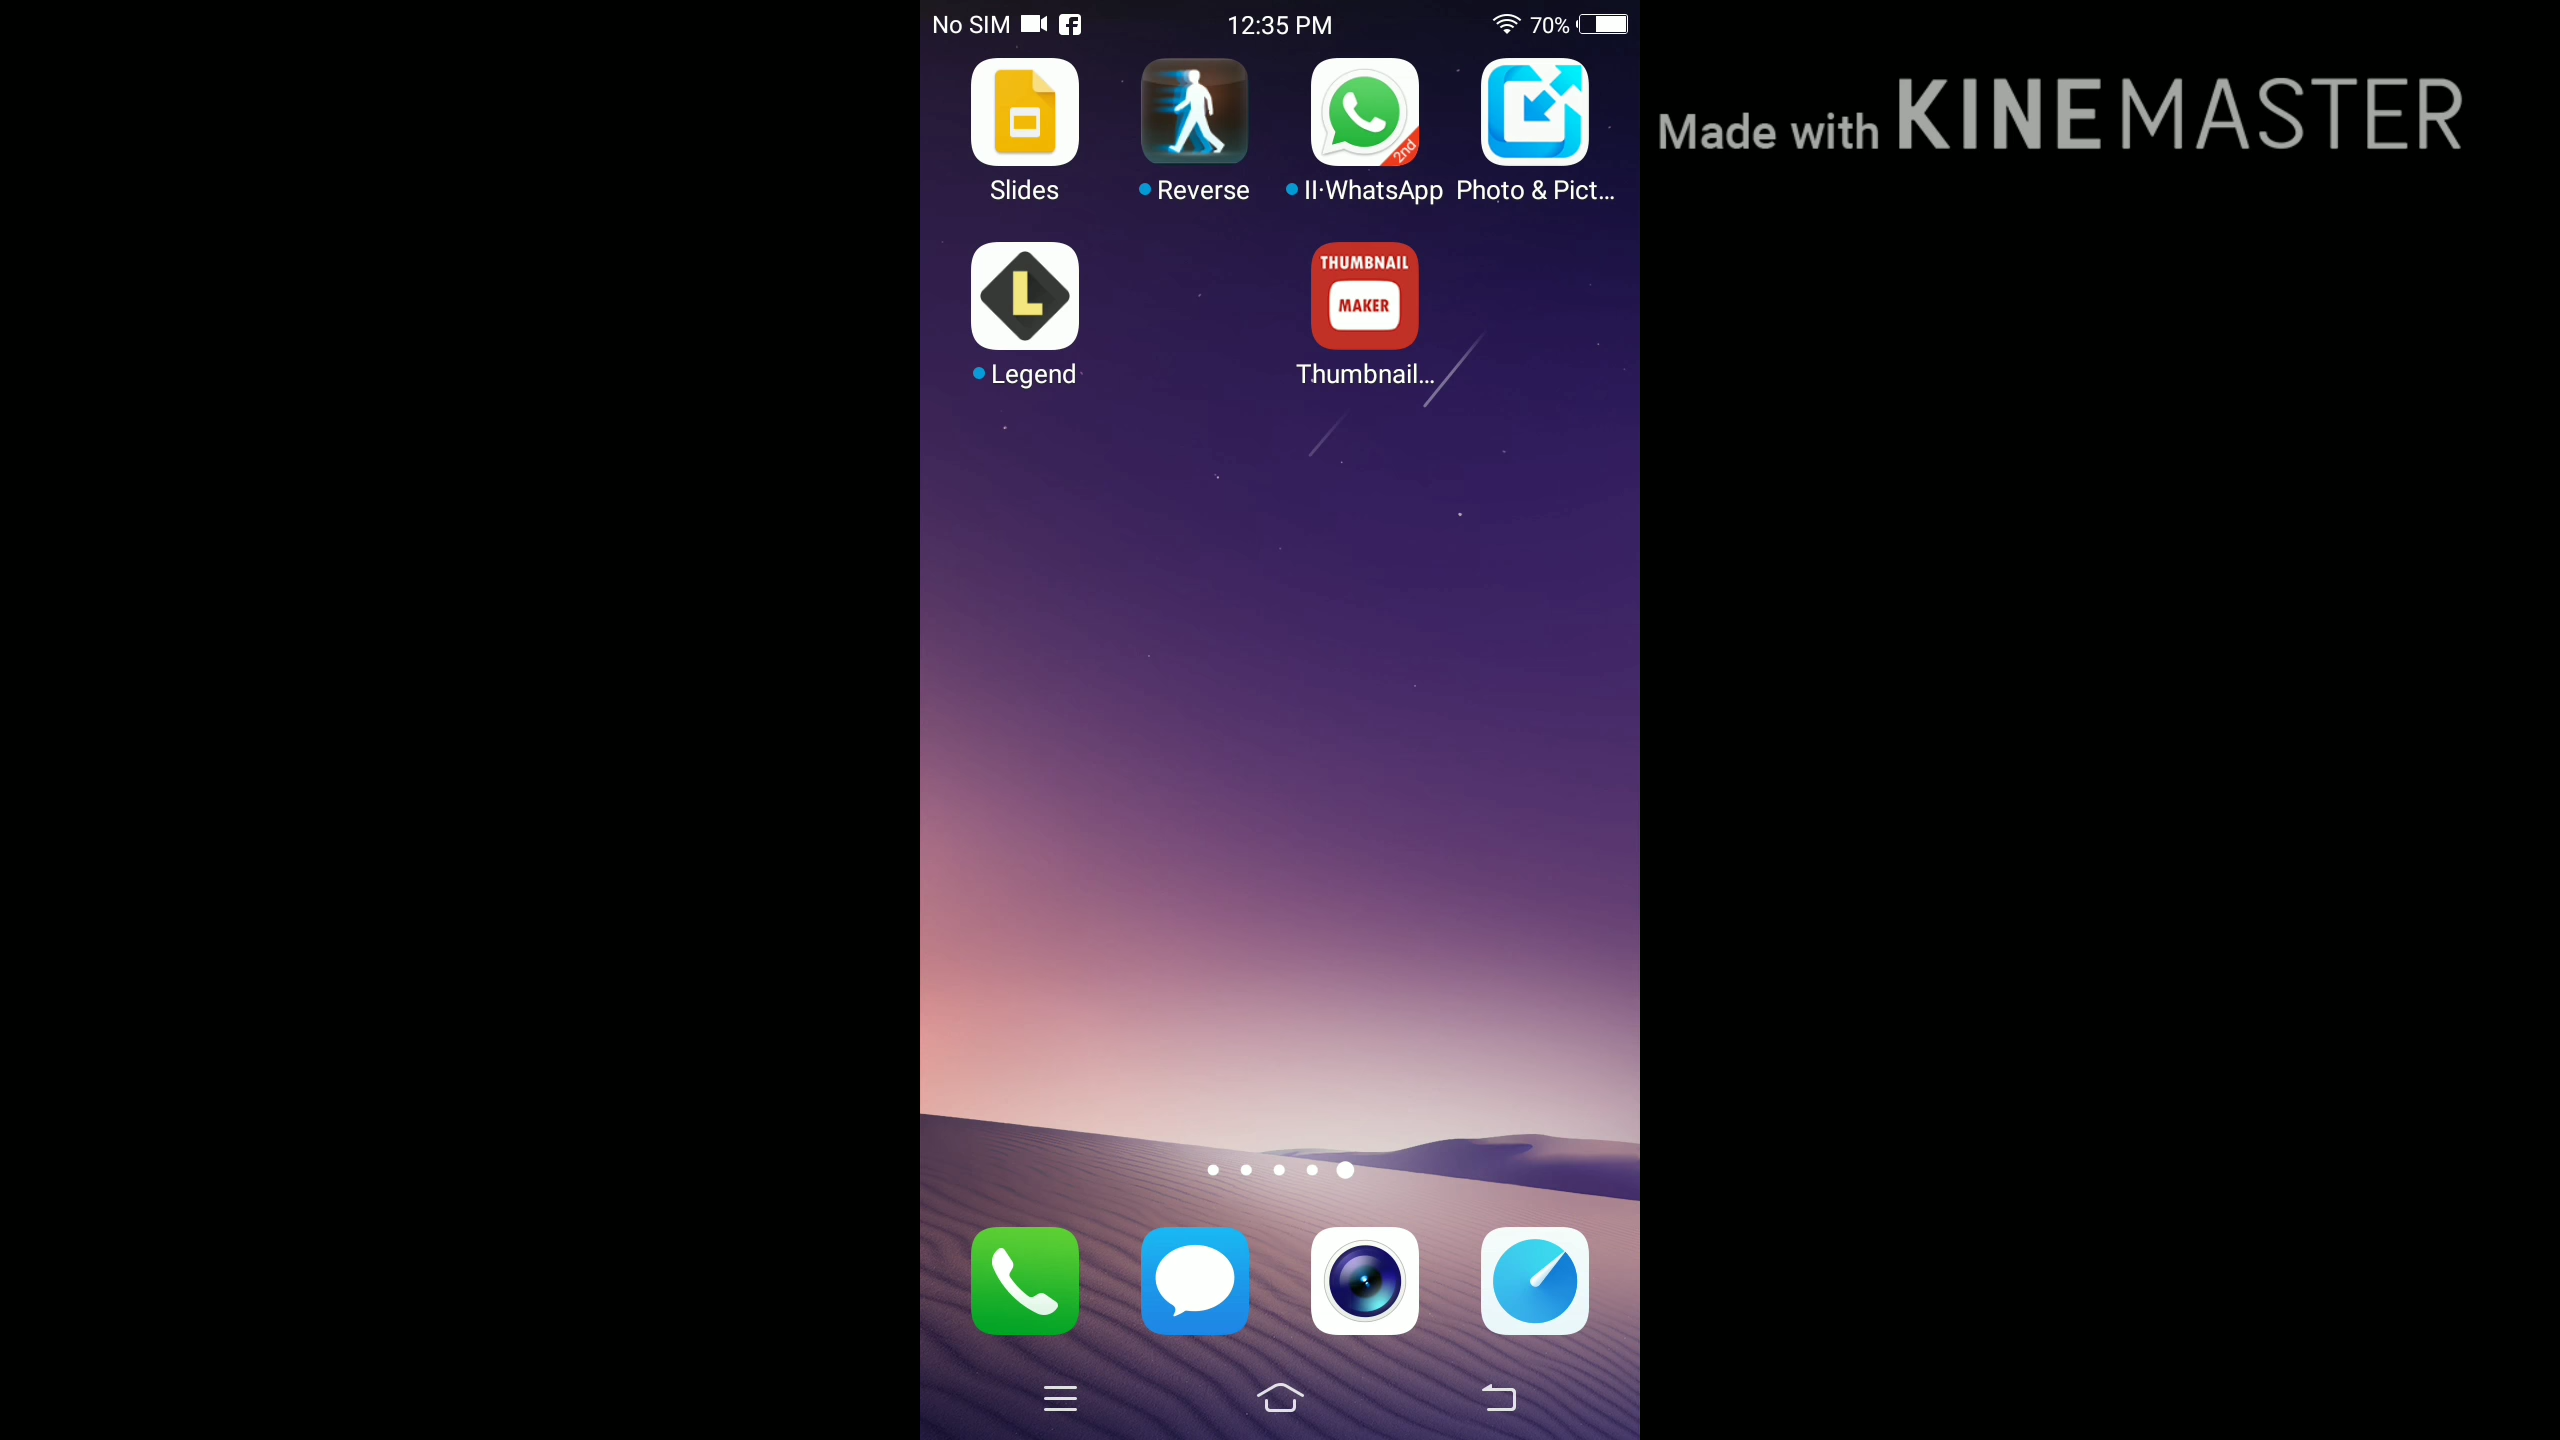 No SIM 12:35 PM 70%
Made with KINEMASTER
2nd
Slides Reverse II·WhatsApp Photo & Pict...
THUMBNAIL
L MAKER
Legend Thumbnail...